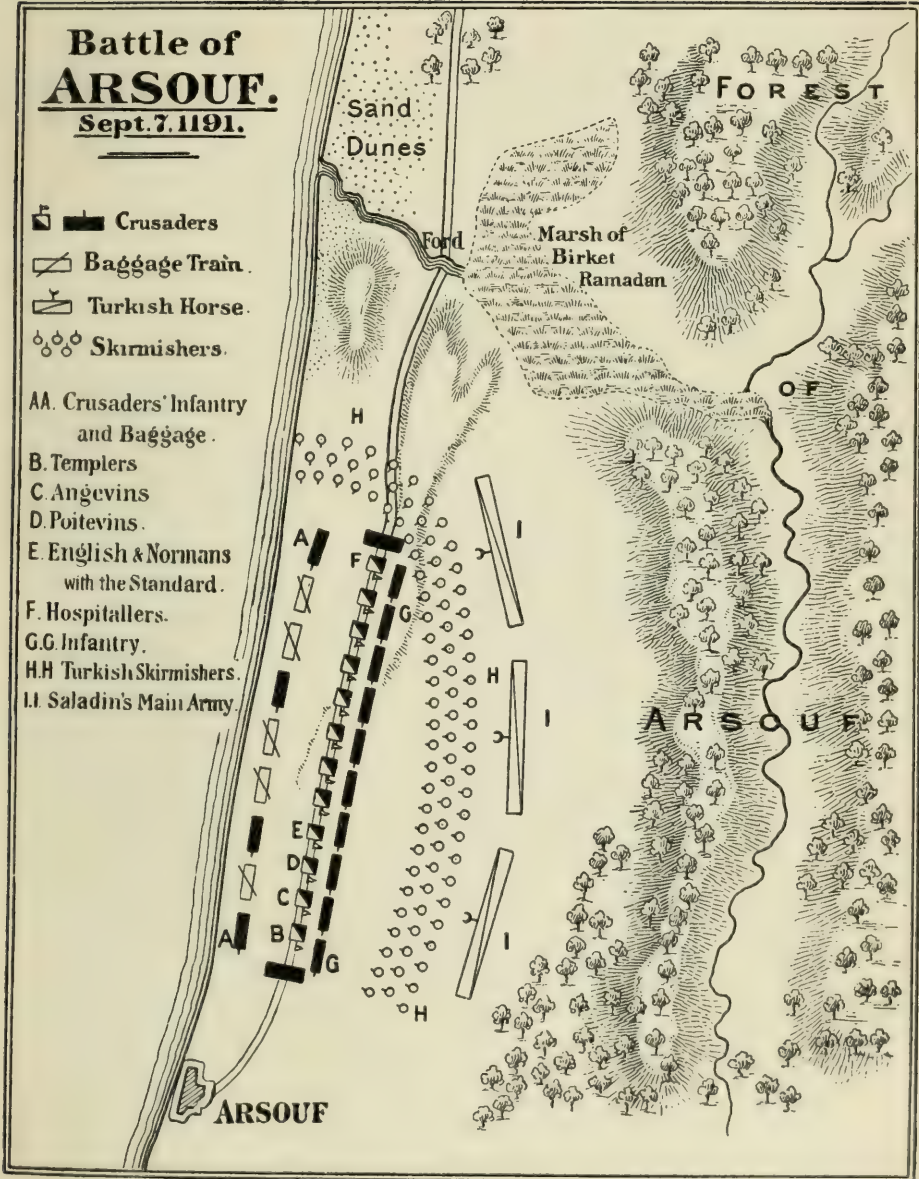 Battle of
ARSOUF.
Sept.7.1191.
Crusaders
Baggage Train.
Turkish Horse.
Skirmishers.
AA. Crusaders' Infantry
and Baggage.
B. Templers
C. Angevins
D. Poitevins.
E. English & Normans
with the Standard.
F. Hospitallers.
G.G. Infantry.
H.H Turkish Skirmishers.
I.I. Saladin's Main Army.
Sand
Dunes
Ford
Marsh of
Birket
Ramadan
FOREST
OF
ARSOUF
H
A
F
G
I
H
I
E
D
C
B
A
G
I
H
ARSOUF